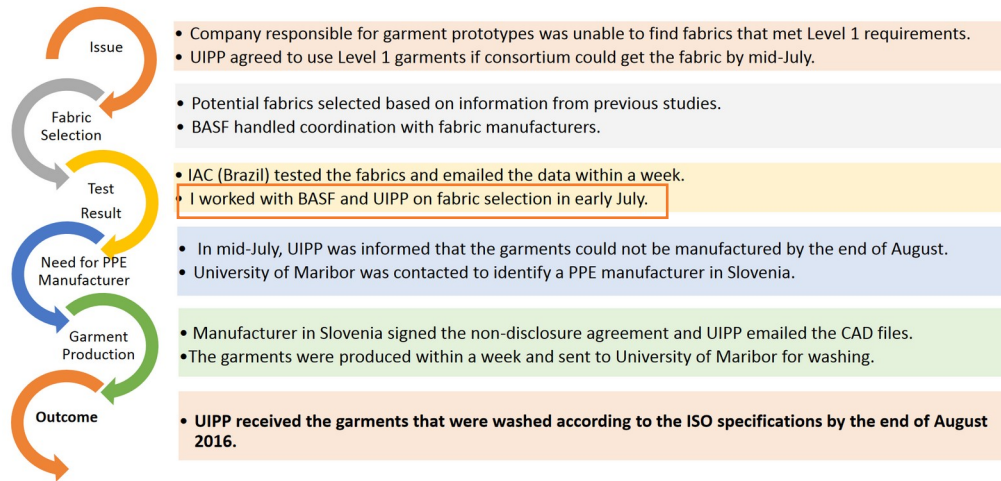 Issue
• Company responsible for garment prototypes was unable to find fabrics that met Level 1 requirements.
• UIPP agreed to use Level 1 garments if consortium could get the fabric by mid-July.
Fabric
Selection
• Potential fabrics selected based on information from previous studies.
• BASF handled coordination with fabric manufacturers.
Test
Result
• IAC (Brazil) tested the fabrics and emailed the data within a week.
• I worked with BASF and UIPP on fabric selection in early July.
Need for PPE
Manufacturer
• In mid-July, UIPP was informed that the garments could not be manufactured by the end of August.
• University of Maribor was contacted to identify a PPE manufacturer in Slovenia.
Garment
Production
• Manufacturer in Slovenia signed the non-disclosure agreement and UIPP emailed the CAD files.
•The garments were produced within a week and sent to University of Maribor for washing.
Outcome
• UIPP received the garments that were washed according to the ISO specifications by the end of August
2016.